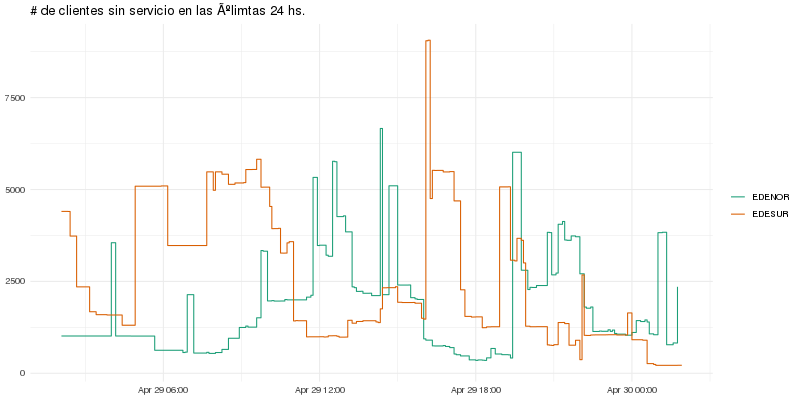 # de clientes sin servicio en las Ãºlimtas 24 hs.
7500
5000
2500
0
Apr 29 06:00
Apr 29 12:00
Apr 29 18:00
Apr 30 00:00
EDENOR
EDESUR